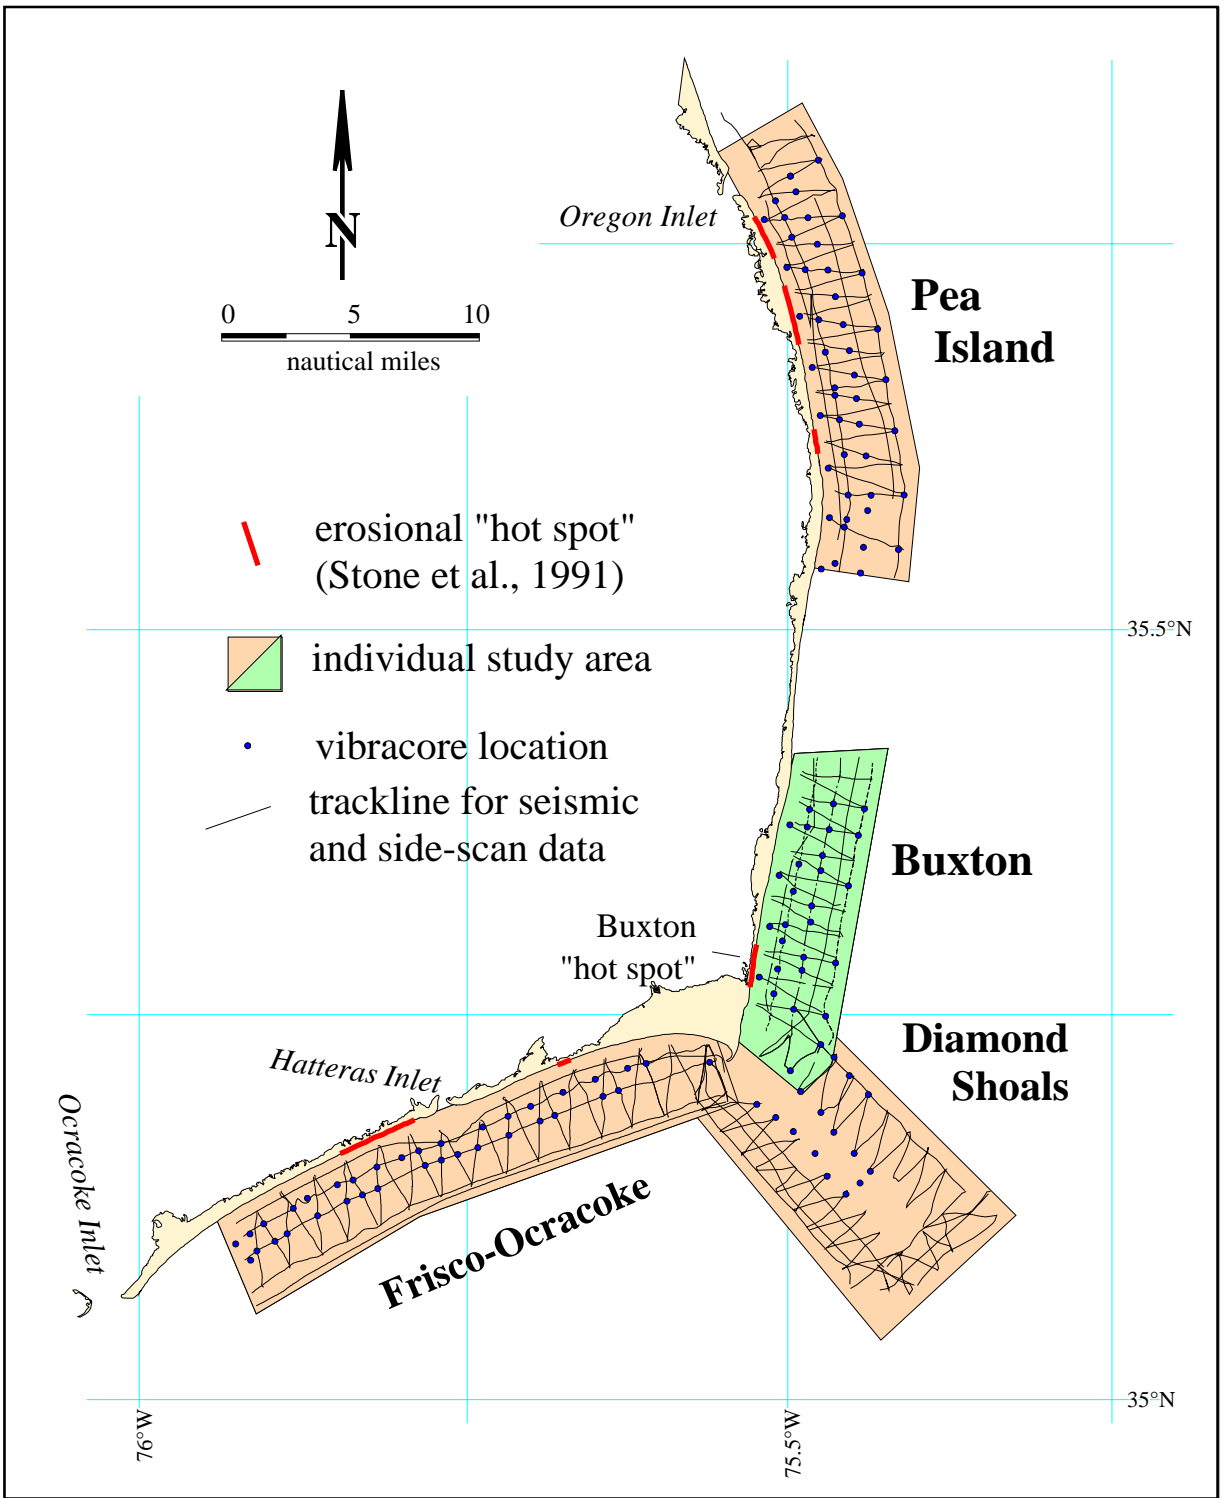 Oregon Inlet
N
0 5 10
nautical miles
Pea
Island
erosional "hot spot"
(Stone et al., 1991)
35.5°N
individual study area
vibracore location
trackline for seismic
and side-scan data
Buxton
Buxton
"hot spot"
Diamond
Shoals
Hatteras Inlet
Ocracoke Inlet
Frisco-Ocracoke
35°N
76°W
75.5°W